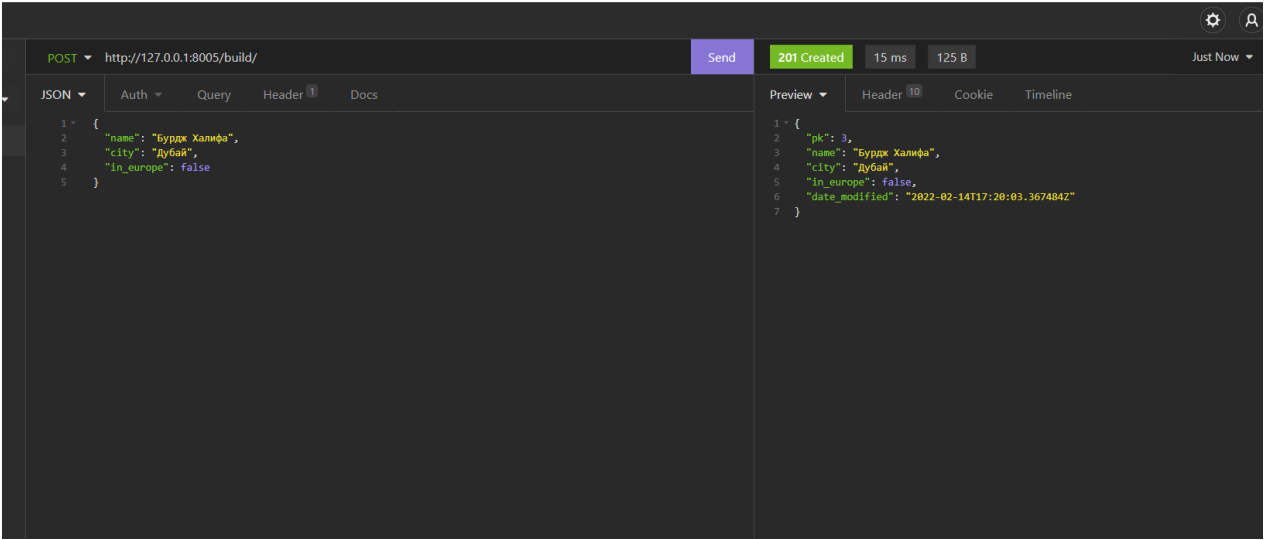 POST http://127.0.0.1:8005/build/ Send
JSON Auth Query Header 1 Docs
1 {
2 "name": "Бурдж Халифа",
3 "city": "Дубай",
4 "in_europe": false
5 }
201 Created 15 ms 125 B Just Now
Preview Header 10 Cookie Timeline
1 {
2 "pk": 3,
3 "name": "Бурдж Халифа",
4 "city": "Дубай",
5 "in_europe": false,
6 "date_modified": "2022-02-14T17:20:03.367484Z"
7 }